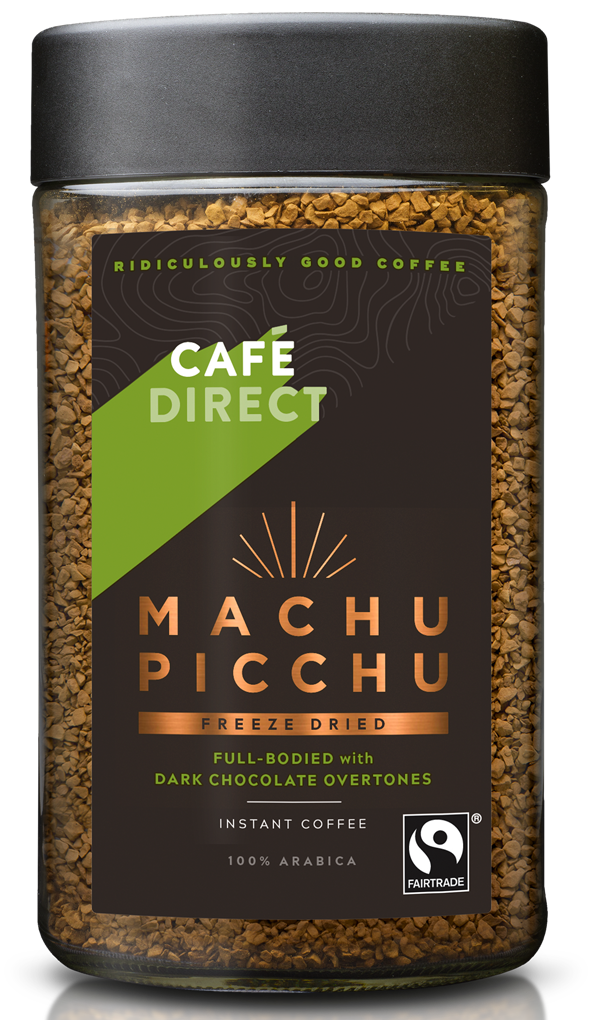 RIDICULOUSLY GOOD COFFEE
CAFÉ
DIRECT
MACHU
PICCHU
FREEZE DRIED
FULL-BODIED with
DARK CHOCOLATE OVERTONES
INSTANT COFFEE
100% ARABICA
®
FAIRTRADE